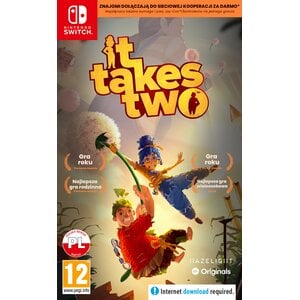 NINTENDO
SWITCH
ZNAJOMI DOŁĄCZAJĄ DO SIECIOWEJ KOOPERACJI ZA DARMO*
it
takes
two
Gra
roku
Gra
roku
Najlepsza
gra rodzinna
Najlepsza gra
wieloosobowa
PL
12
www.pegi.info
HAZELIGHT
EA Originals
Internet download required.